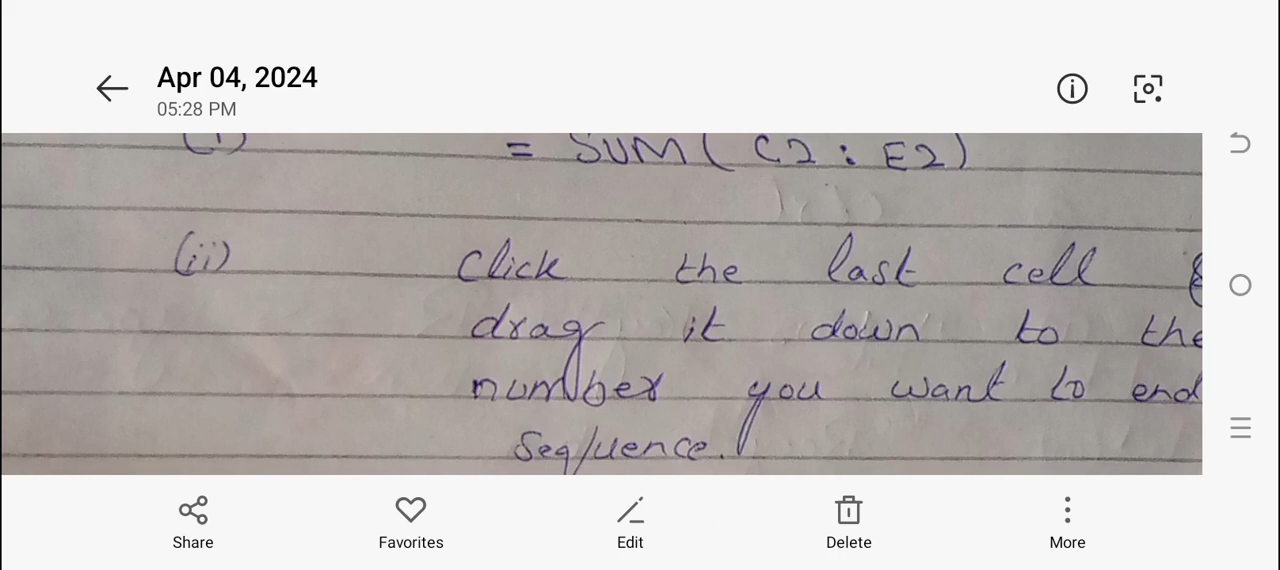 Apr 04, 2024
05:28 PM
(i) = SUM( C2 : E2)
(ii) Click the last cell &
drag it down to the
number you want to end
Sequence.
Share Favorites Edit Delete More